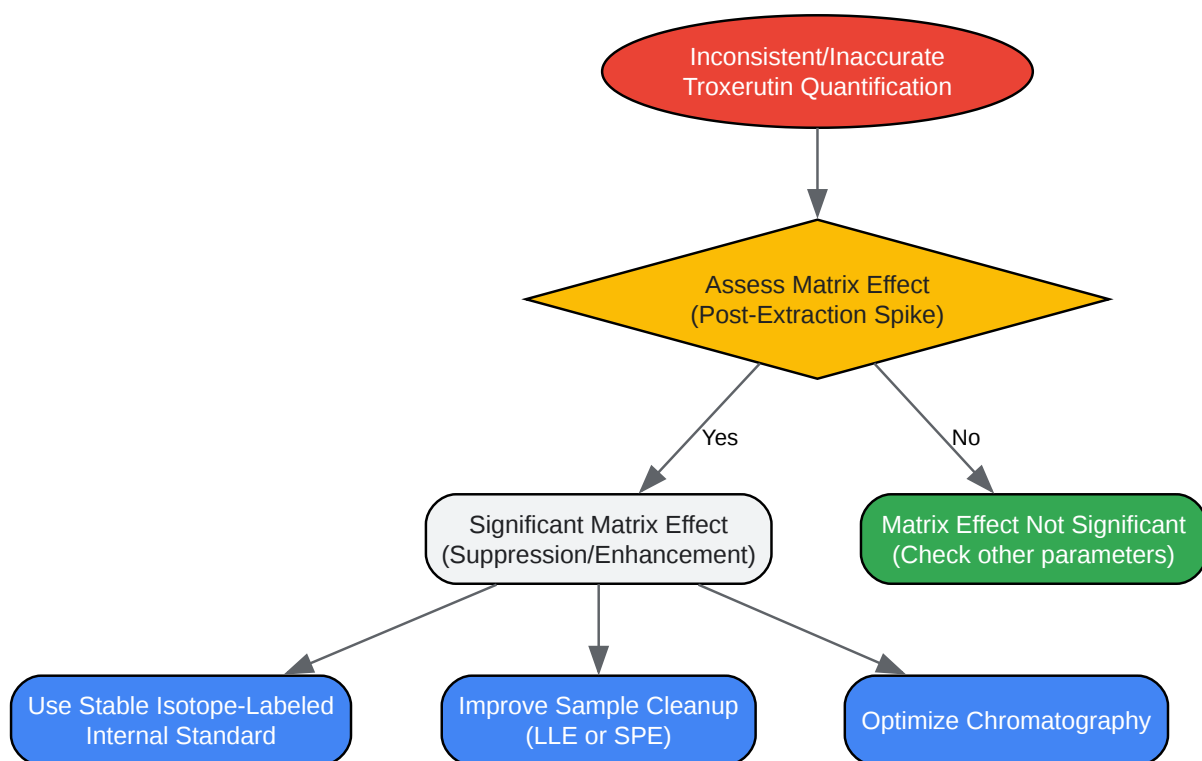 Inconsistent/Inaccurate
Troxerutin Quantification
Assess Matrix Effect
(Post-Extraction Spike)
Yes
No
Significant Matrix Effect
(Suppression/Enhancement)
Matrix Effect Not Significant
(Check other parameters)
Use Stable Isotope-Labeled
Internal Standard
Improve Sample Cleanup
(LLE or SPE)
Optimize Chromatography